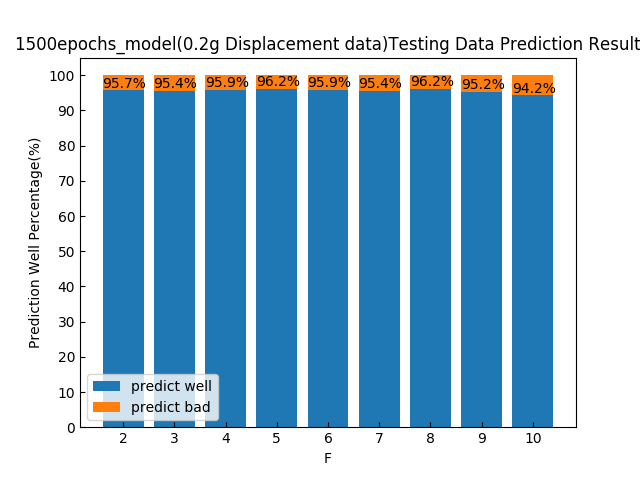 1500epochs_model(0.2g Displacement data)Testing Data Prediction Result
Prediction Well Percentage(%)
100
90
80
70
60
50
40
30
20
10
0
95.7% 95.4% 95.9% 96.2% 95.9% 95.4% 96.2% 95.2% 94.2%
predict well
predict bad
2 3 4 5 6 7 8 9 10
F